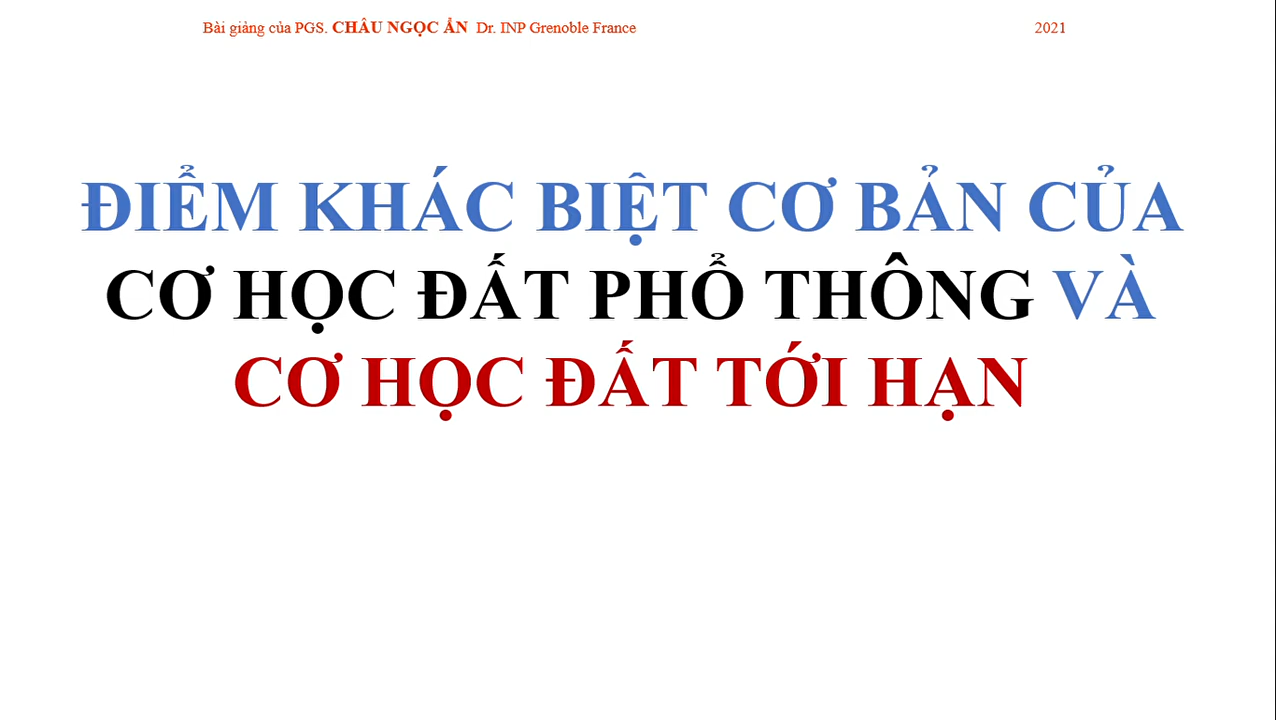 Bài giảng của PGS. CHÂU NGỌC ẨN Dr. INP Grenoble France 2021
ĐIỂM KHÁC BIỆT CƠ BẢN CỦA
CƠ HỌC ĐẤT PHỔ THÔNG VÀ
CƠ HỌC ĐẤT TỚI HẠN